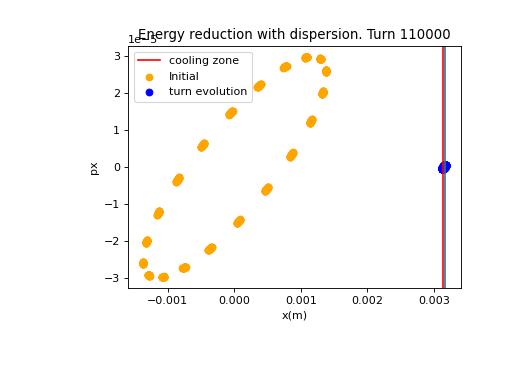 Energy reduction with dispersion. Turn 110000
1e−5
cooling zone
Initial
turn evolution
3
2
1
0
−1
−2
−3
px
−0.001
0.000
0.001
0.002
0.003
x(m)